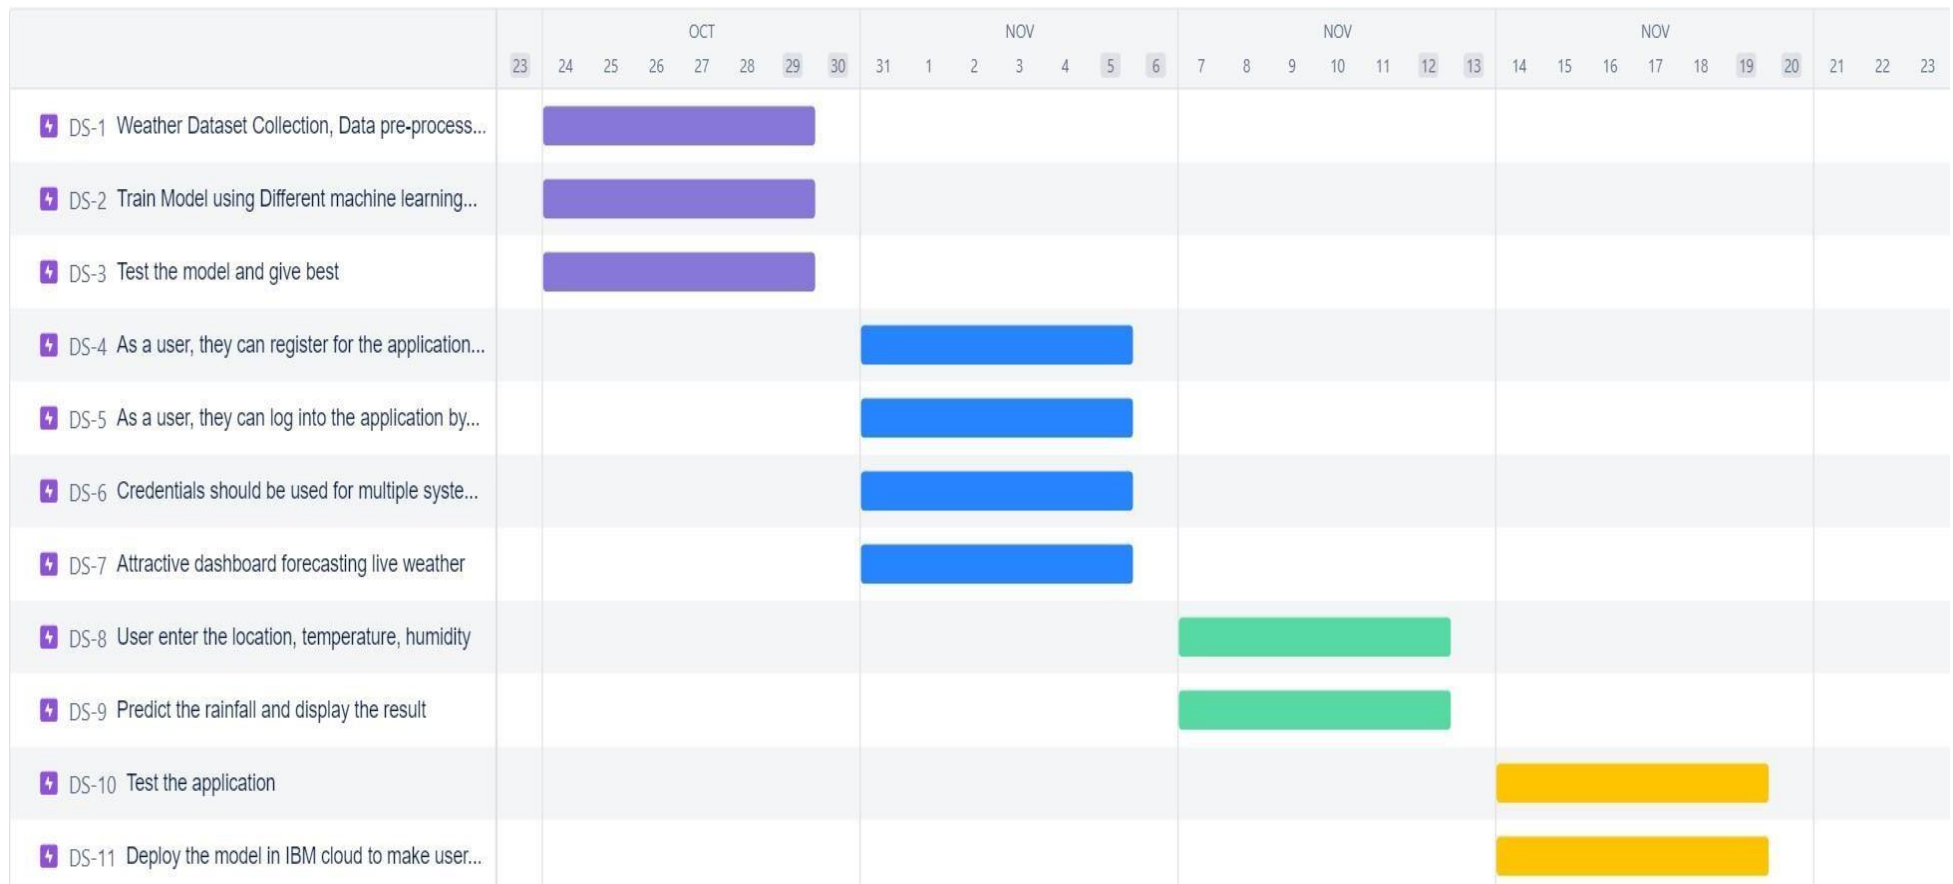 OCT NOV NOV NOV
23 24 25 26 27 28 29 30 31 1 2 3 4 5 6 7 8 9 10 11 12 13 14 15 16 17 18 19 20 21 22 23
DS-1 Weather Dataset Collection, Data pre-process...
DS-2 Train Model using Different machine learning...
DS-3 Test the model and give best
DS-4 As a user, they can register for the application...
DS-5 As a user, they can log into the application by...
DS-6 Credentials should be used for multiple syste...
DS-7 Attractive dashboard forecasting live weather
DS-8 User enter the location, temperature, humidity
DS-9 Predict the rainfall and display the result
DS-10 Test the application
DS-11 Deploy the model in IBM cloud to make user...